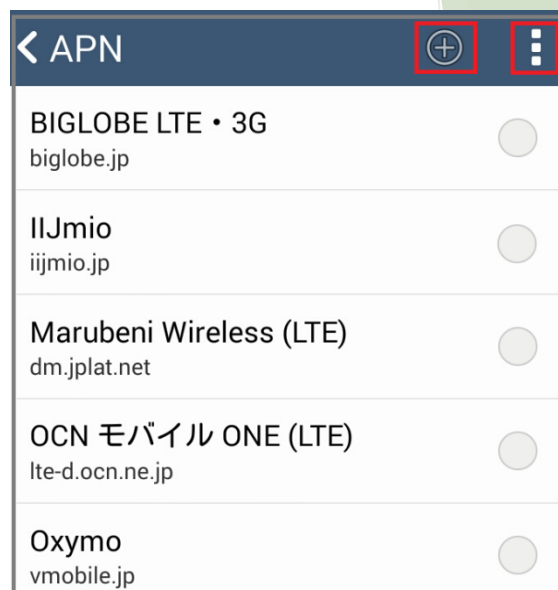 APN
BIGLOBE LTE・3G
biglobe.jp
IIJmio
iijmio.jp
Marubeni Wireless (LTE)
dm.jplat.net
OCN モバイル ONE (LTE)
lte-d.ocn.ne.jp
Oxymo
vmobile.jp